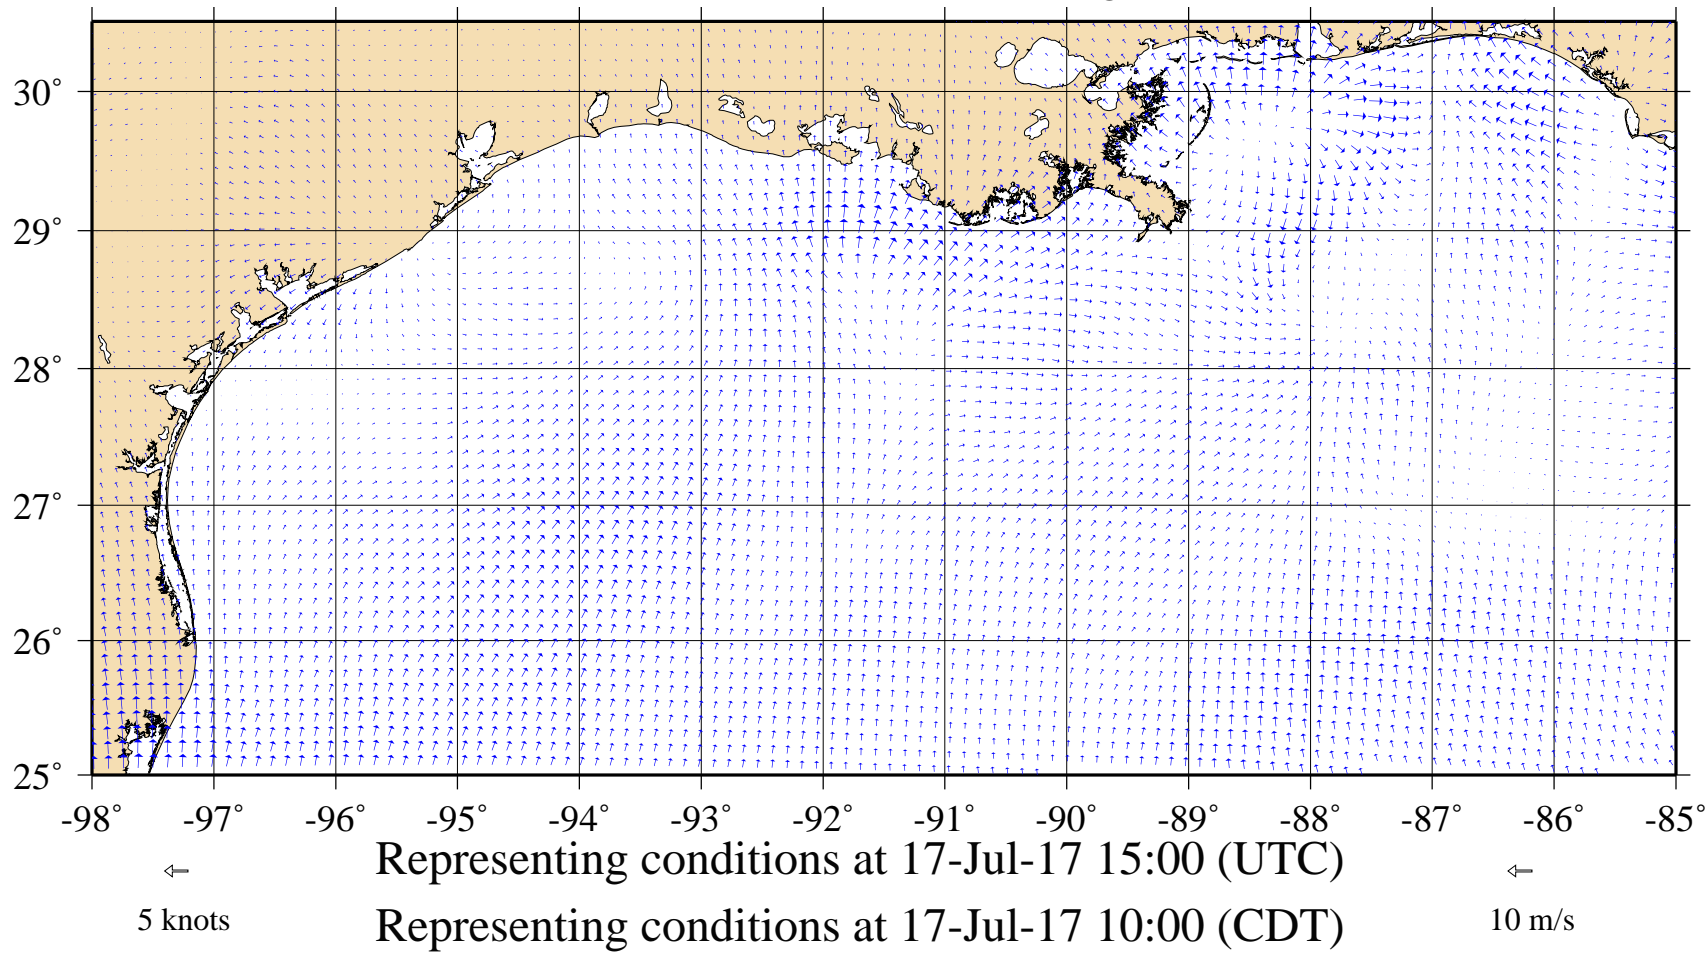 30°
29°
28°
27°
26°
25°
-98° -97° -96° -95° -94° -93° -92° -91° -90° -89° -88° -87° -86° -85°
Representing conditions at 17-Jul-17 15:00 (UTC)
5 knots
10 m/s
Representing conditions at 17-Jul-17 10:00 (CDT)